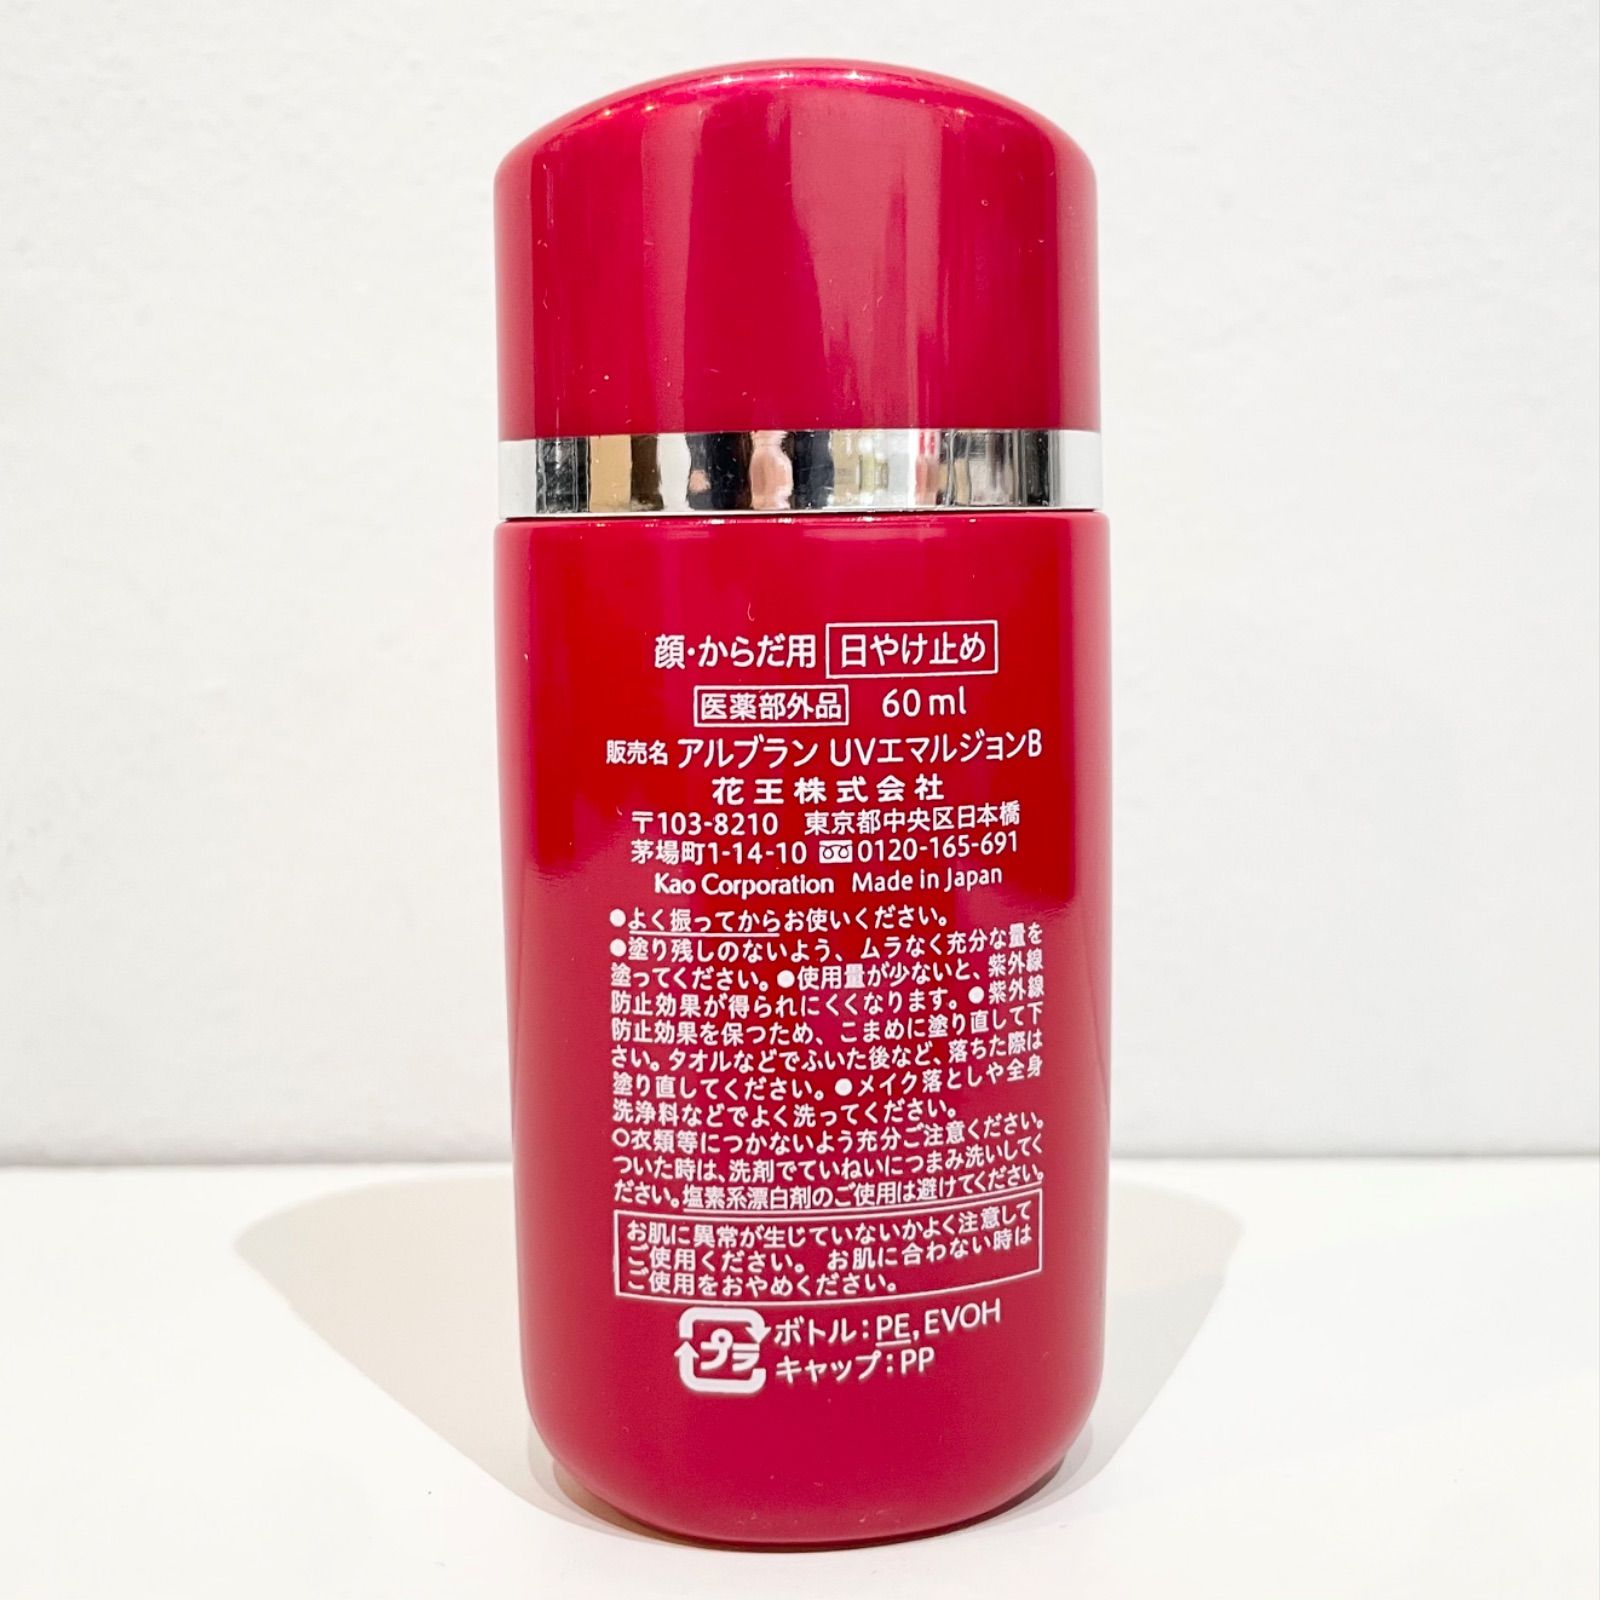 顔・からだ用 日やけ止め
医薬部外品 60ml
販売名 アルブラン UVエマルジョンB
花王株式会社
〒103-8210 東京都中央区日本橋
茅場町1-14-10 0120-165-691
Kao Corporation Made in Japan
●よく振ってからお使いください。
●塗り残しのないよう、ムラなく充分な量を
塗ってください。●使用量が少ないと、紫外線
防止効果が得られにくくなります。●紫外線
防止効果を保つため、こまめに塗り直して下
さい。タオルなどでふいた後など、落ちた際は
塗り直してください。●メイク落としや全身
洗浄料などでよく洗ってください。
○衣類等につかないよう充分ご注意ください。
ついた時は、洗剤でていねいにつまみ洗いしてく
ださい。塩素系漂白剤のご使用は避けてください。
お肌に異常が生じていないかよく注意して
ご使用ください。 お肌に合わない時は
ご使用をおやめください。
プラ ボトル:PE,EVOH
キャップ:PP